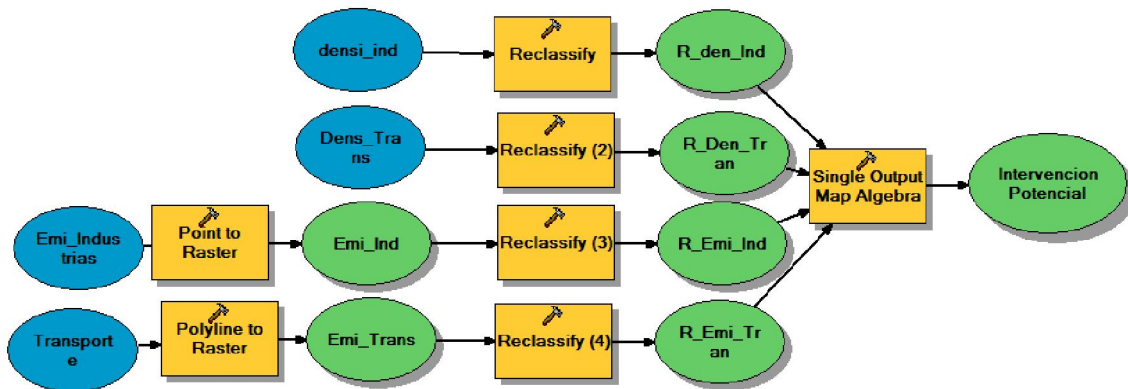 densi_ind
Reclassify
R_den_Ind
Dens_Tra
ns
Reclassify (2)
R_Den_Tr
an
Single Output
Map Algebra
Intervencion
Potencial
Emi_Indus
trias
Point to
Raster
Emi_Ind
Reclassify (3)
R_Emi_Ind
Transport
e
Polyline to
Raster
Emi_Trans
Reclassify (4)
R_Emi_Tr
an